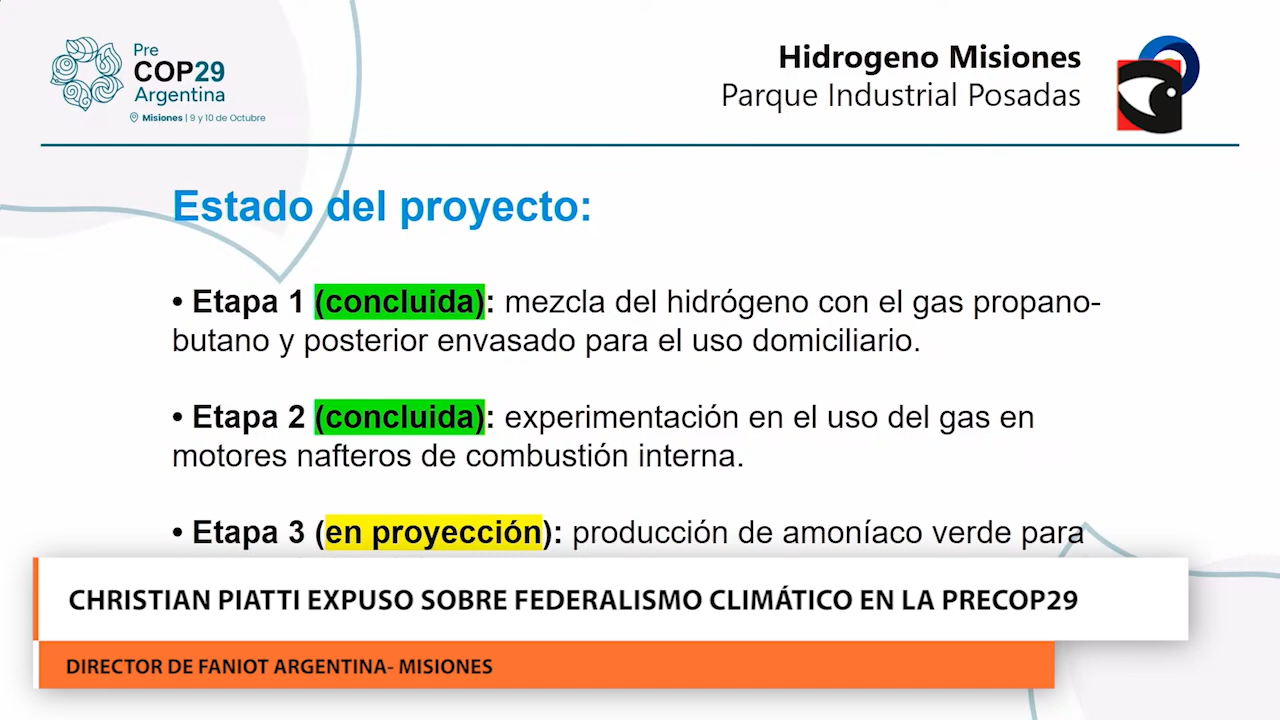 Pre
COP29
Argentina
Misiones | 9 y 10 de Octubre
Hidrogeno Misiones
Parque Industrial Posadas
Estado del proyecto:
• Etapa 1 (concluida): mezcla del hidrógeno con el gas propano-
butano y posterior envasado para el uso domiciliario.
• Etapa 2 (concluida): experimentación en el uso del gas en
motores nafteros de combustión interna.
• Etapa 3 (en proyección): producción de amoníaco verde para
CHRISTIAN PIATTI EXPUSO SOBRE FEDERALISMO CLIMÁTICO EN LA PRECOP29
DIRECTOR DE FANIOT ARGENTINA- MISIONES